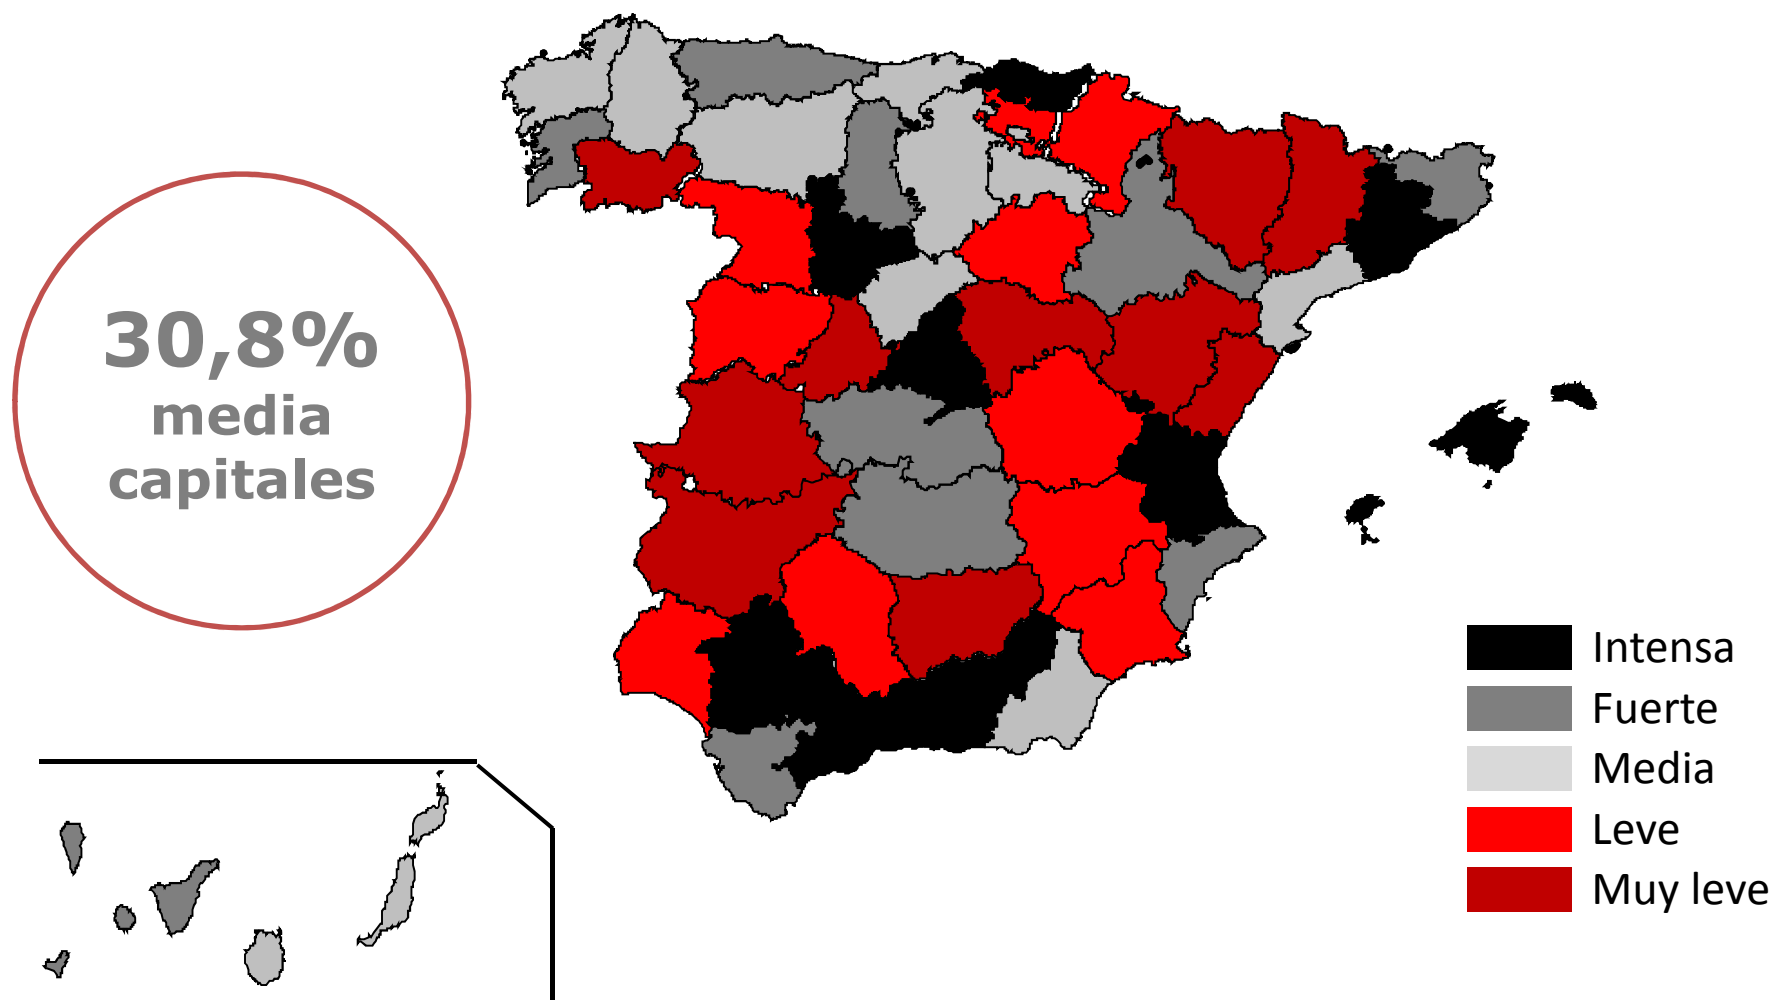 30,8%
media
capitales
Intensa
Fuerte
Media
Leve
Muy leve